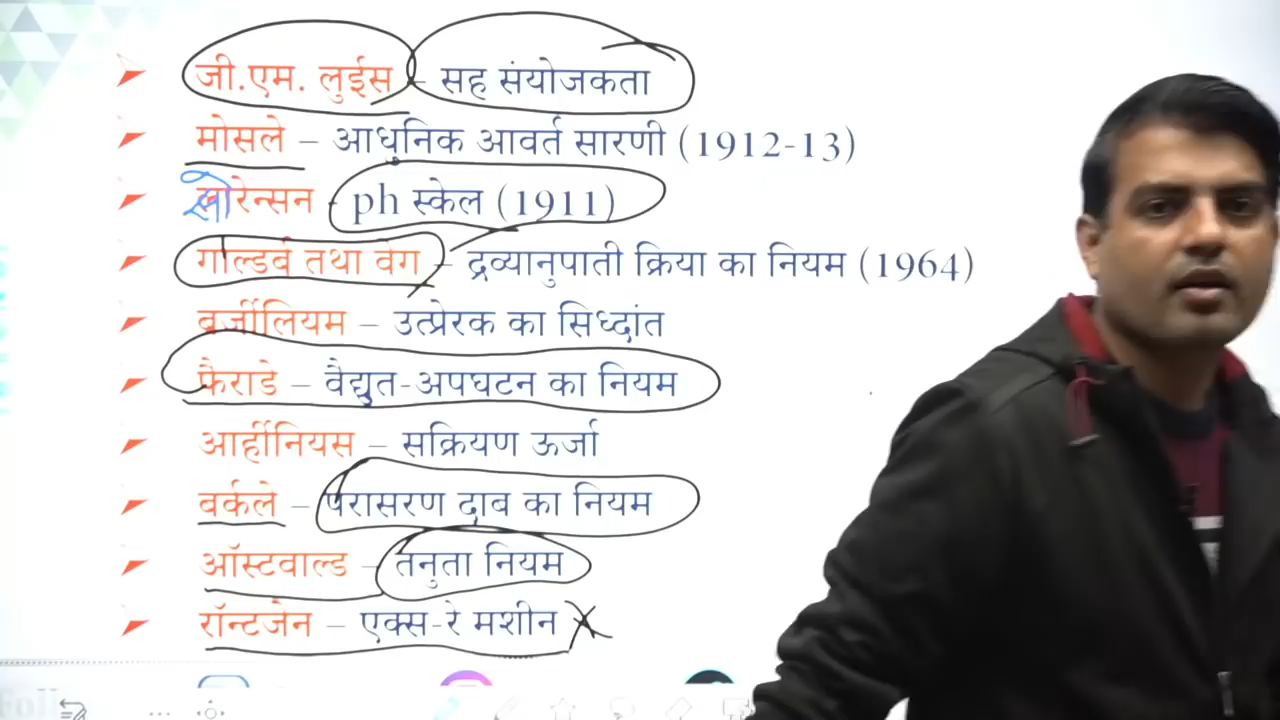 जी.एम. लुईस – सह संयोजकता
मोसले – आधुनिक आवर्त सारणी (1912-13)
सोरेन्सन - ph स्केल (1911)
गोल्डबर्ग तथा वेग – द्रव्यानुपाती क्रिया का नियम (1964)
बर्जीलियम – उत्प्रेरक का सिध्दांत
फैराडे – वैद्युत-अपघटन का नियम
आर्हीनियस – सक्रियण ऊर्जा
बर्कले – परासरण दाब का नियम
ऑस्टवाल्ड – तनुता नियम
रॉन्टजेन – एक्स-रे मशीन